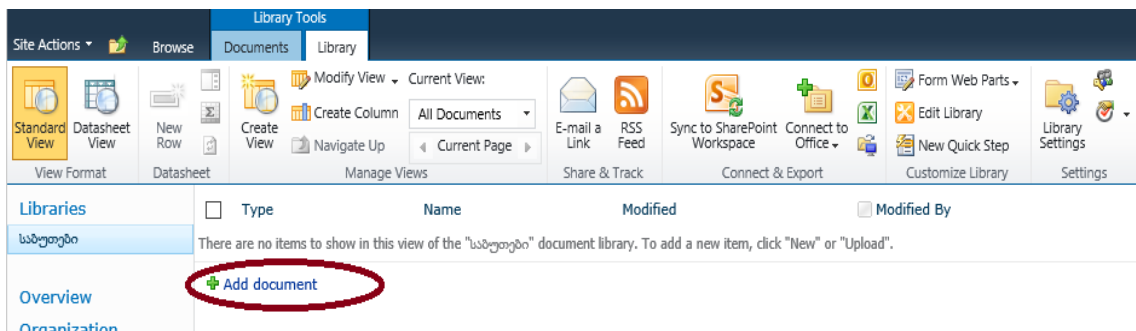 Library Tools
Site Actions Browse Documents Library
Modify View Current View:
Create Column All Documents
Navigate Up Current Page
Standard View
Datasheet View
New Row
Create View
E-mail a Link
RSS Feed
Sync to SharePoint Workspace
Connect to Office
Form Web Parts
Edit Library
New Quick Step
Library Settings
View Format Datasheet Manage Views Share & Track Connect & Export Customize Library Settings
Libraries
Type Name Modified Modified By
საბუთები
There are no items to show in this view of the "საბუთები" document library. To add a new item, click "New" or "Upload".
Add document
Overview
Organization